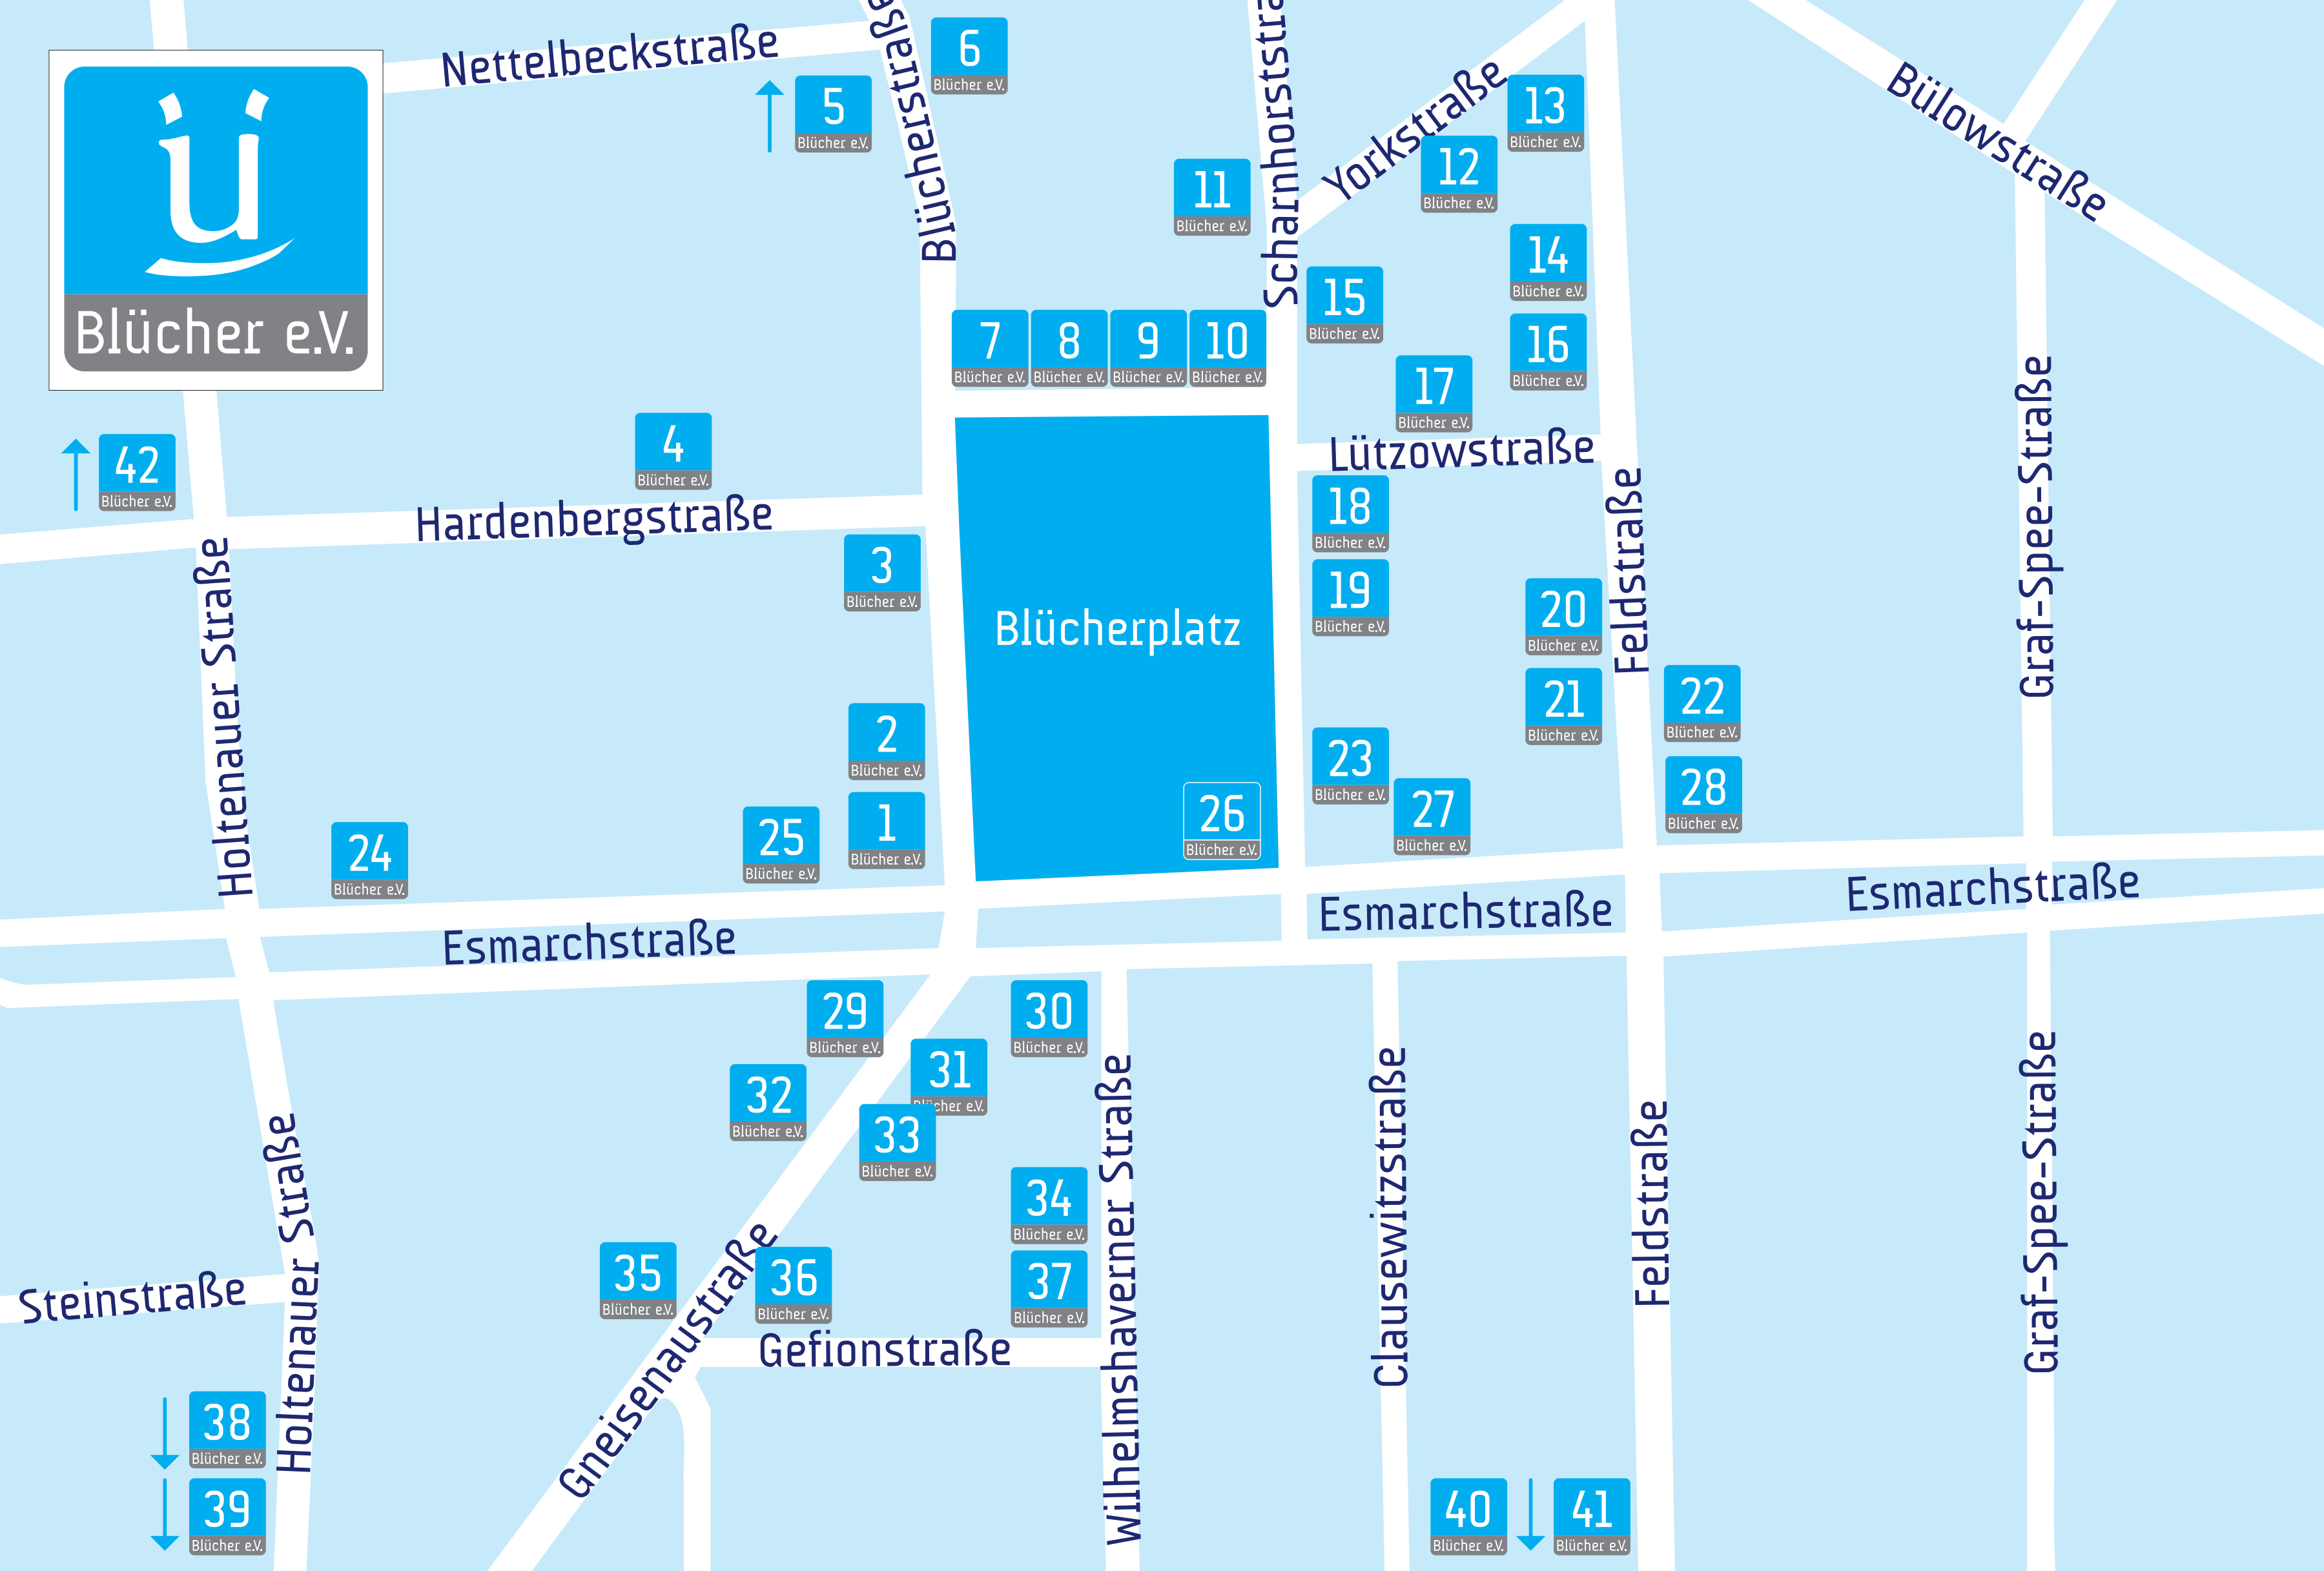 ü
Blücher e.V.
Nettelbeckstraße
Blücherstraße
6
Blücher e.V.
5
Blücher e.V.
Scharnhorststra
Yorkstraße
13
Blücher e.V.
12
Blücher e.V.
Bülowstraße
11
Blücher e.V.
14
Blücher e.V.
15
Blücher e.V.
7
Blücher e.V.
8
Blücher e.V.
9
Blücher e.V.
10
Blücher e.V.
16
Blücher e.V.
17
Blücher e.V.
Lützowstraße
42
Blücher e.V.
4
Blücher e.V.
Hardenbergstraße
3
Blücher e.V.
18
Blücher e.V.
19
Blücher e.V.
Feldstraße
Graf-Spee-Straße
Holtenauer Straße
Blücherplatz
20
Blücher e.V.
21
Blücher e.V.
22
Blücher e.V.
2
Blücher e.V.
1
Blücher e.V.
23
Blücher e.V.
28
Blücher e.V.
24
Blücher e.V.
25
Blücher e.V.
26
Blücher e.V.
27
Blücher e.V.
Esmarchstraße
Esmarchstraße
Esmarchstraße
29
Blücher e.V.
30
Blücher e.V.
31
Blücher e.V.
32
Blücher e.V.
33
Blücher e.V.
34
Blücher e.V.
Holtenauer Straße
Wilhelmshaverner Straße
Clausewitzstraße
Feldstraße
Graf-Spee-Straße
Steinstraße
35
Blücher e.V.
36
Blücher e.V.
37
Blücher e.V.
Gneisenaustraße
Gefionstraße
38
Blücher e.V.
39
Blücher e.V.
40
Blücher e.V.
41
Blücher e.V.